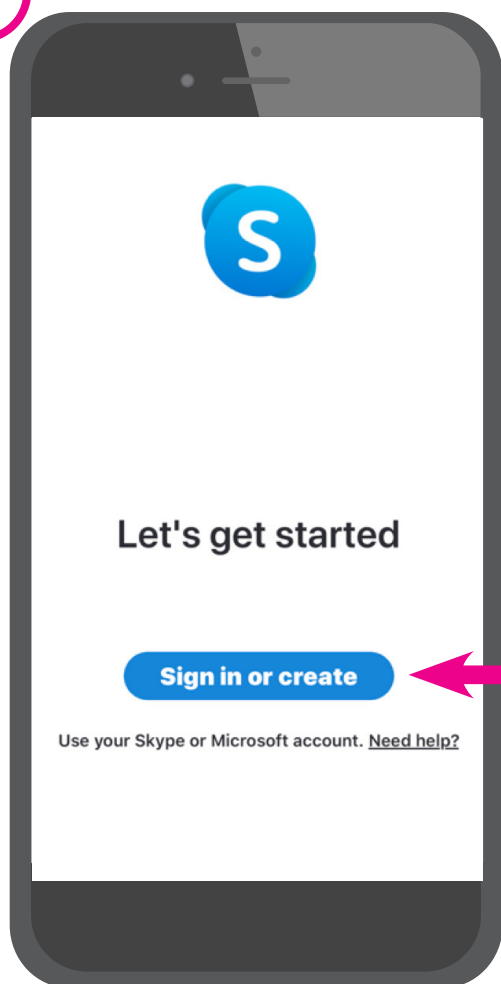 S
Let's get started
Sign in or create
Use your Skype or Microsoft account. Need help?